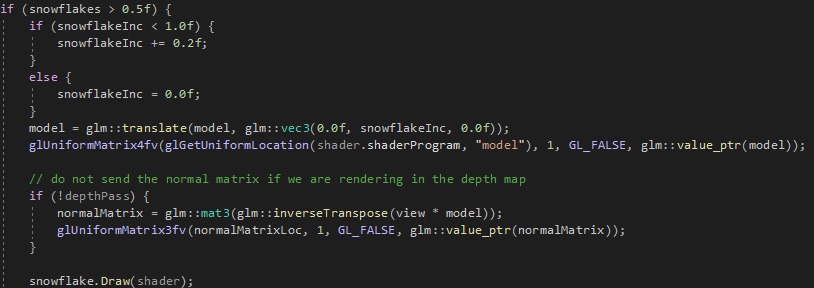 if (snowflakes > 0.5f) {
if (snowflakeInc < 1.0f) {
snowflakeInc += 0.2f;
}
else {
snowflakeInc = 0.0f;
}
model = glm::translate(model, glm::vec3(0.0f, snowflakeInc, 0.0f));
glUniformMatrix4fv(glGetUniformLocation(shader.shaderProgram, "model"), 1, GL_FALSE, glm::value_ptr(model));
// do not send the normal matrix if we are rendering in the depth map
if (!depthPass) {
normalMatrix = glm::mat3(glm::inverseTranspose(view * model));
glUniformMatrix3fv(normalMatrixLoc, 1, GL_FALSE, glm::value_ptr(normalMatrix));
}
snowflake.Draw(shader);